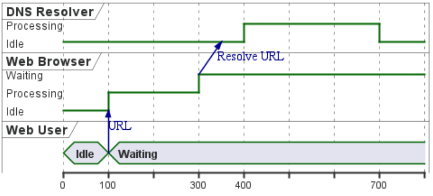 DNS Resolver
Processing
Idle
Resolve URL
Web Browser
Waiting
Processing
Idle
URL
Web User
Idle Waiting
0 100 300 400 700